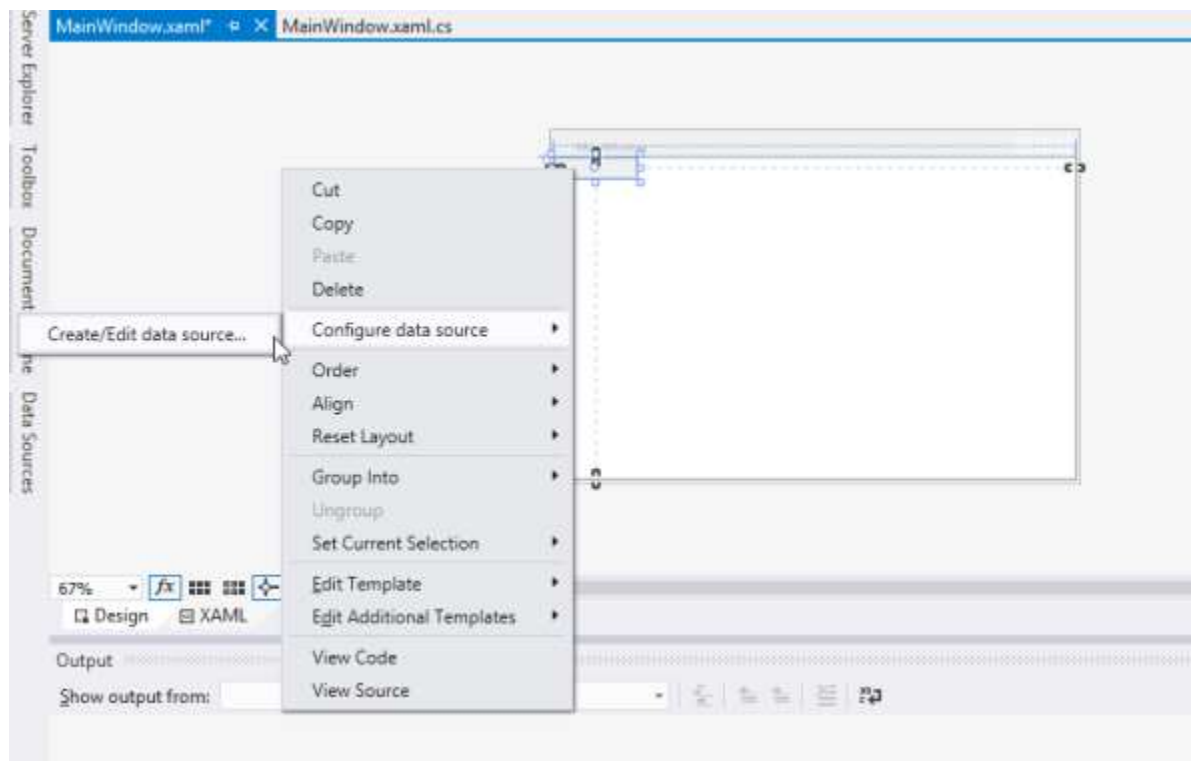 MainWindow.xaml* MainWindow.xaml.cs
Server Explorer
Toolbox
Document
ne
Data Sources
Cut
Copy
Paste
Delete
Configure data source
Create/Edit data source...
Order
Align
Reset Layout
Group Into
Ungroup
Set Current Selection
Edit Template
Edit Additional Templates
View Code
View Source
67% fx
Design XAML
Output
Show output from: